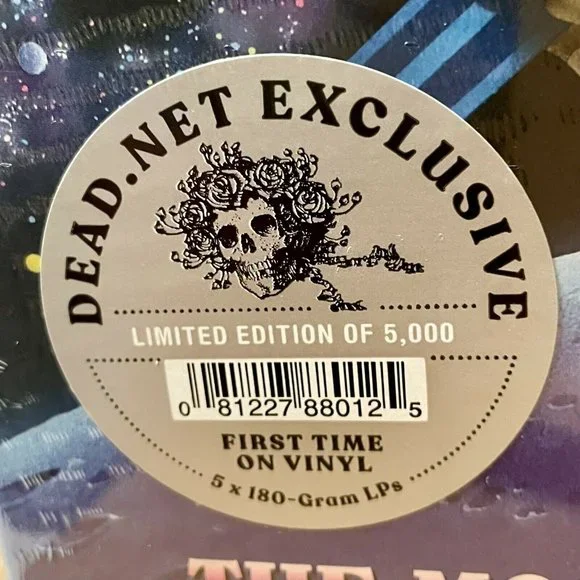 DEAD.NET EXCLUSIVE
LIMITED EDITION OF 5,000
0 81227 88012 5
FIRST TIME
ON VINYL
5 x 180-Gram LPs
THE